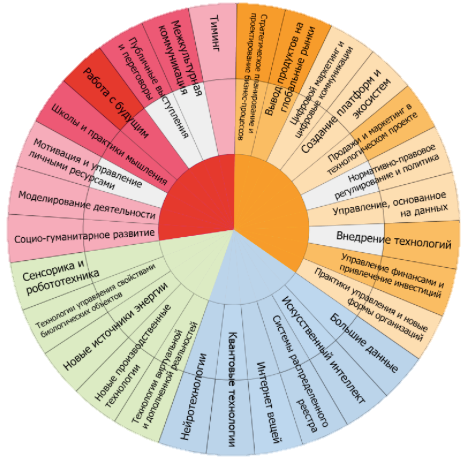 Тиминг
Стратегическое планирование и
проектирование бизнес-процессов
Вывод продуктов на
глобальные рынки
Цифровой маркетинг и
цифровые коммуникации
Создание платформ и
экосистем
Продажи и маркетинг в
технологическом проекте
Нормативно-правовое
регулирование и политика
Управление, основанное
на данных
Внедрение технологий
Управление финансами и
привлечение инвестиций
Практики управления и новые
формы организаций
Большие данные
Искусственный интеллект
Системы распределенного
реестра
Интернет вещей
Квантовые технологии
Нейротехнологии
Технологии виртуальной
и дополненной реальностей
Новые производственные
технологии
Новые источники энергии
Технологии управления свойствами
биологических объектов
Сенсорика и
робототехника
Социо-гуманитарное развитие
Моделирование деятельности
Мотивация и управление
личными ресурсами
Школы и практики мышления
Работа с будущим
Публичные выступления
и переговоры
Межкультурная
коммуникация